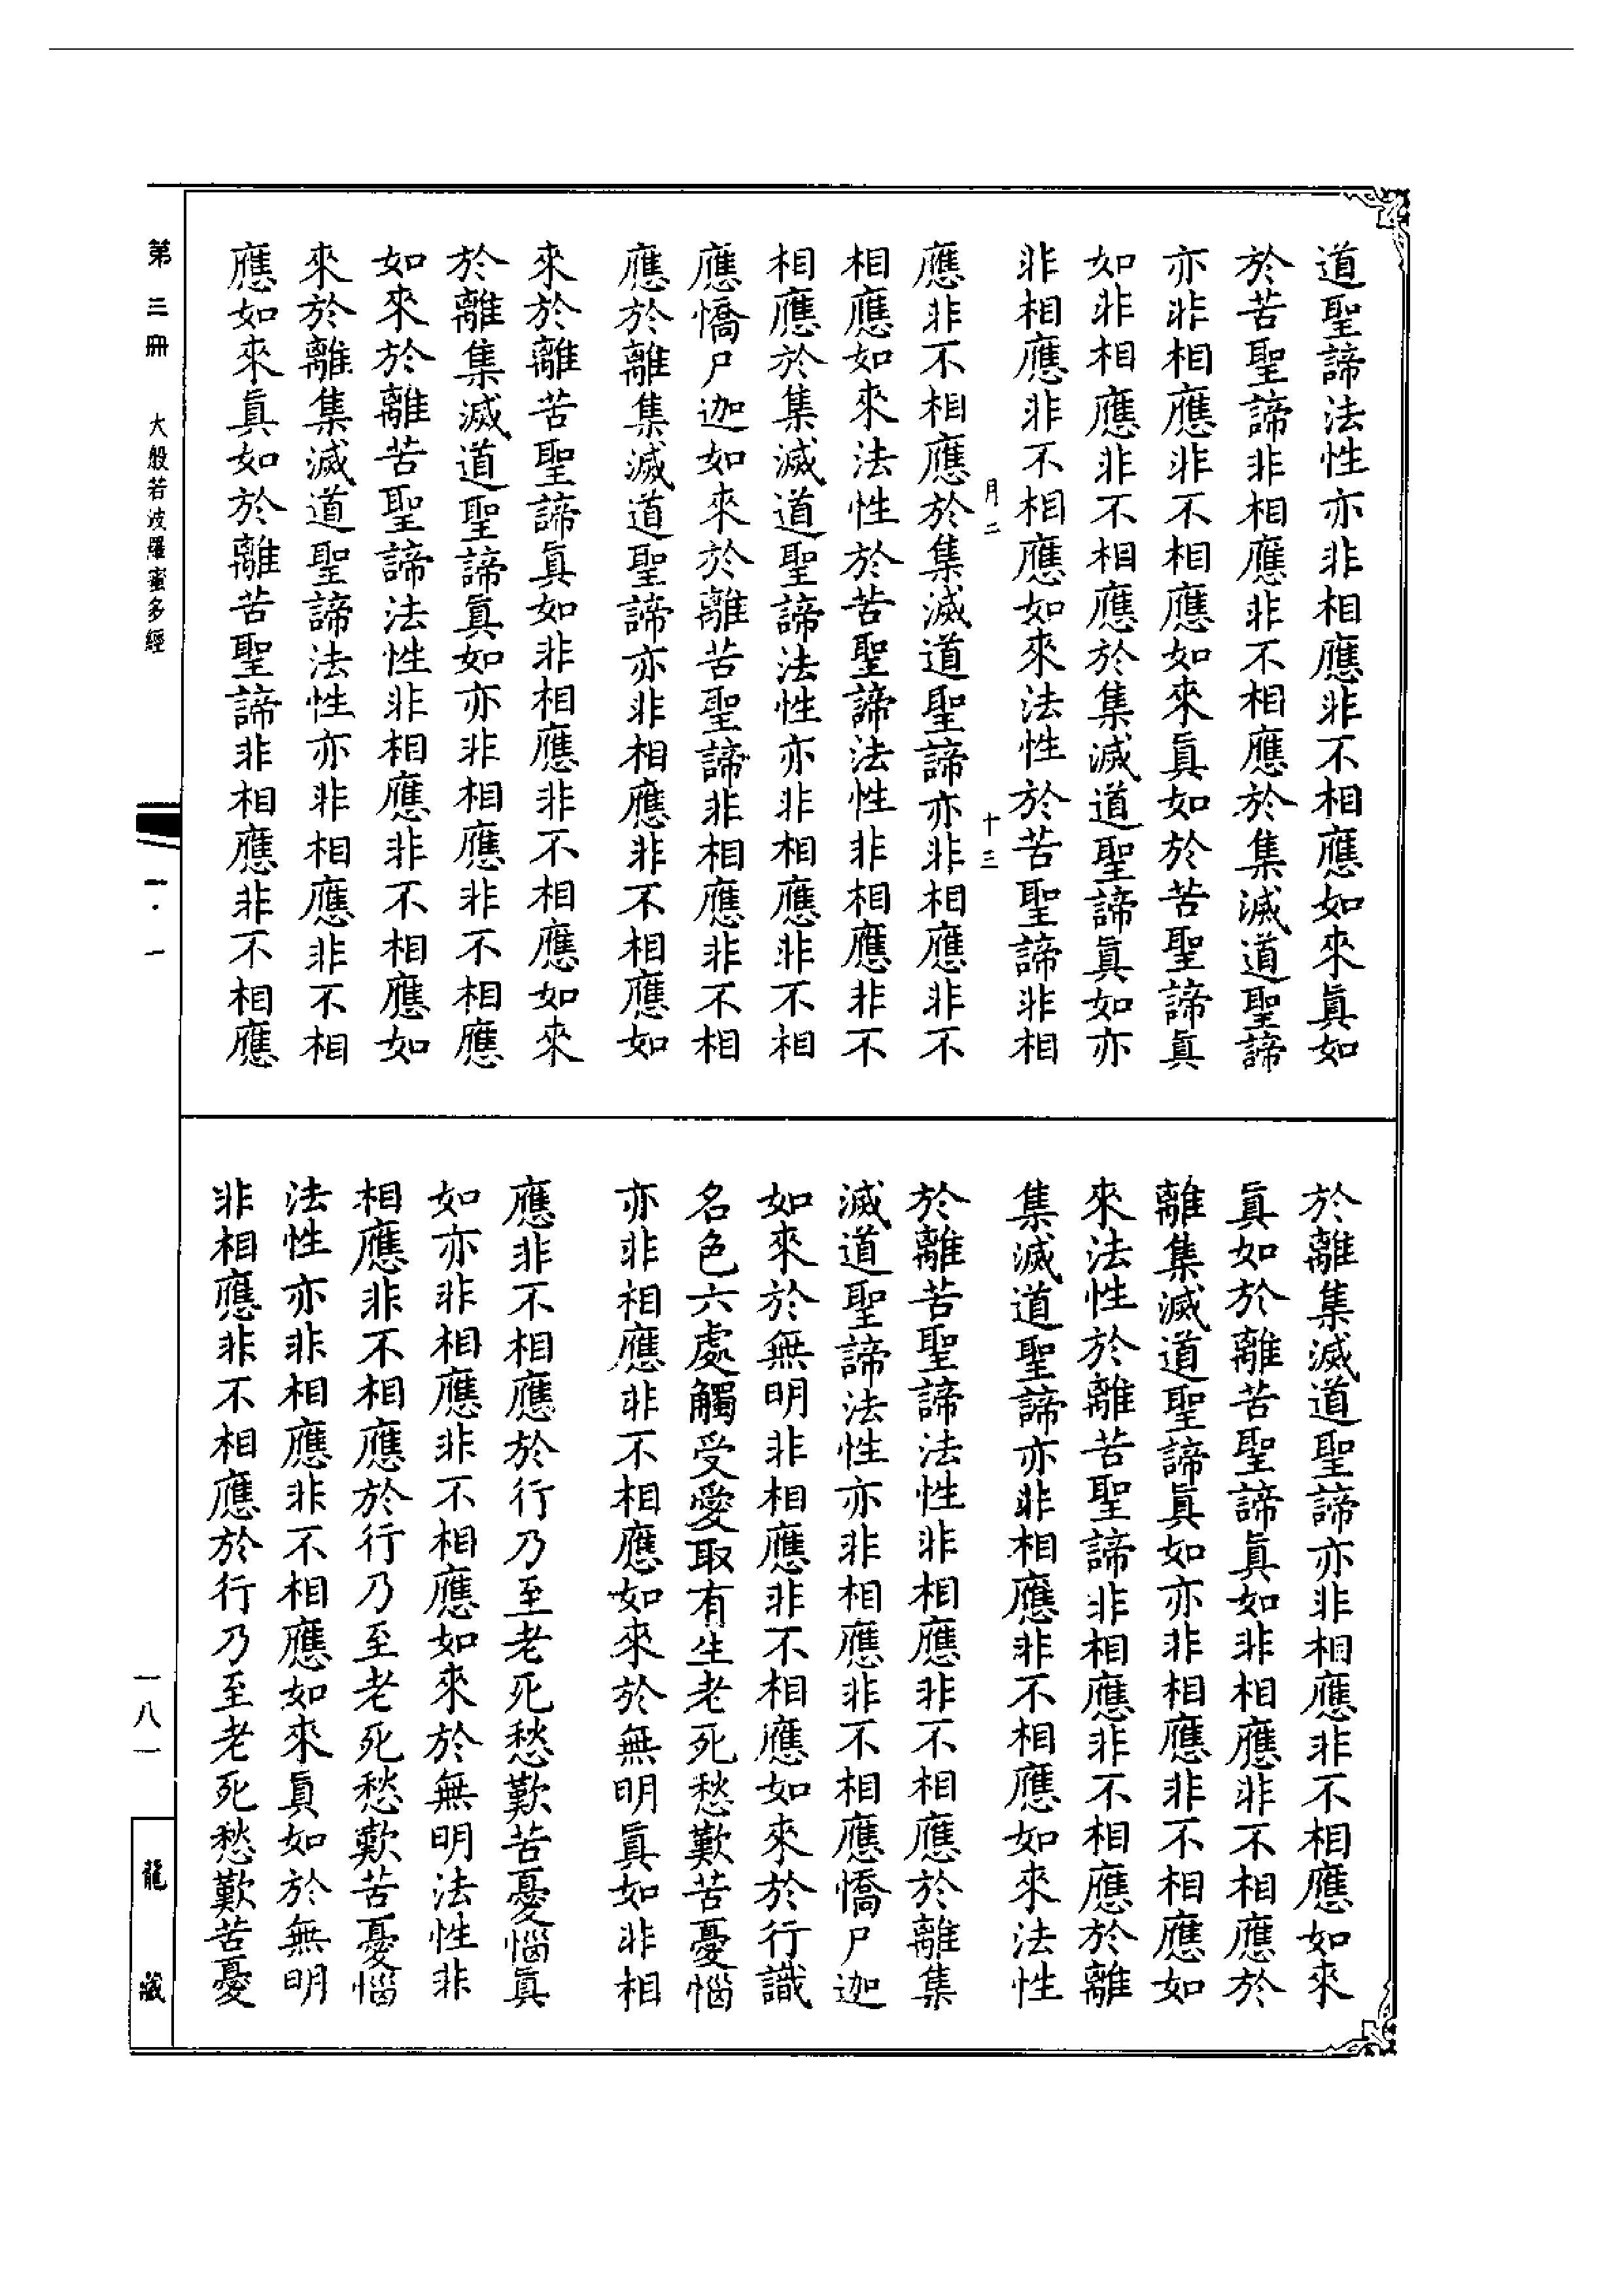 道聖諦法性亦非相應非不相應如來真如
於苦聖諦非相應非不相應於集滅道聖諦
亦非相應非不相應如來真如於苦聖諦真
如非相應非不相應於集滅道聖諦真如亦
非相應非不相應如來法性於苦聖諦非相
月二 十三
應非不相應於集滅道聖諦亦非相應非不
相應如來法性於苦聖諦法性非相應非不
相應於集滅道聖諦法性亦非相應非不相
應憍尸迦如來於離苦聖諦非相應非不相
應於離集滅道聖諦亦非相應非不相應如
來於離苦聖諦真如非相應非不相應如來
於離集滅道聖諦真如亦非相應非不相應
如來於離苦聖諦法性非相應非不相應如
來於離集滅道聖諦法性亦非相應非不相
應如來真如於離苦聖諦非相應非不相應
於離集滅道聖諦亦非相應非不相應如來
真如於離苦聖諦真如非相應非不相應於
離集滅道聖諦真如亦非相應非不相應如
來法性於離苦聖諦非相應非不相應於離
集滅道聖諦亦非相應非不相應如來法性
於離苦聖諦法性非相應非不相應於離集
滅道聖諦法性亦非相應非不相應憍尸迦
如來於無明非相應非不相應如來於行識
名色六處觸受愛取有生老死愁歎苦憂惱
亦非相應非不相應如來於無明真如非相
應非不相應於行乃至老死愁歎苦憂惱真
如亦非相應非不相應如來於無明法性非
相應非不相應於行乃至老死愁歎苦憂惱
法性亦非相應非不相應如來真如於無明
非相應非不相應於行乃至老死愁歎苦憂
第三冊 大般若波羅蜜多經
一·一
一八一
龍藏